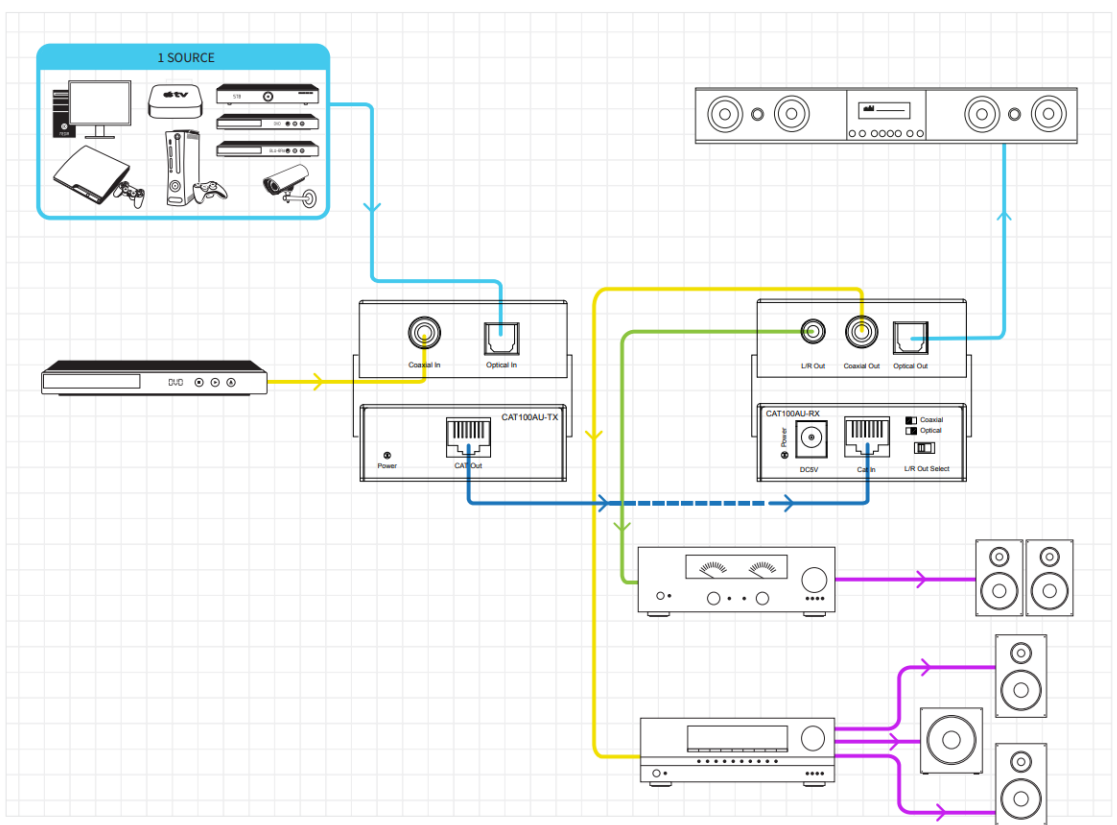 1 SOURCE
tv
STB
DVD
BLU-RAY
DVD
Coaxial In
Optical In
CAT100AU-TX
Power
CAT Out
L/R Out
Coaxial Out
Optical Out
CAT100AU-RX
Power
DC5V
Cat In
Coaxial
Optical
L/R Out Select